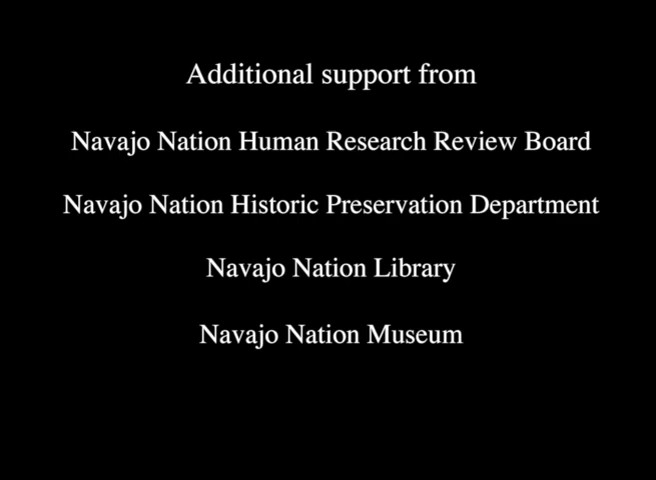 Additional support from
Navajo Nation Human Research Review Board
Navajo Nation Historic Preservation Department
Navajo Nation Library
Navajo Nation Museum